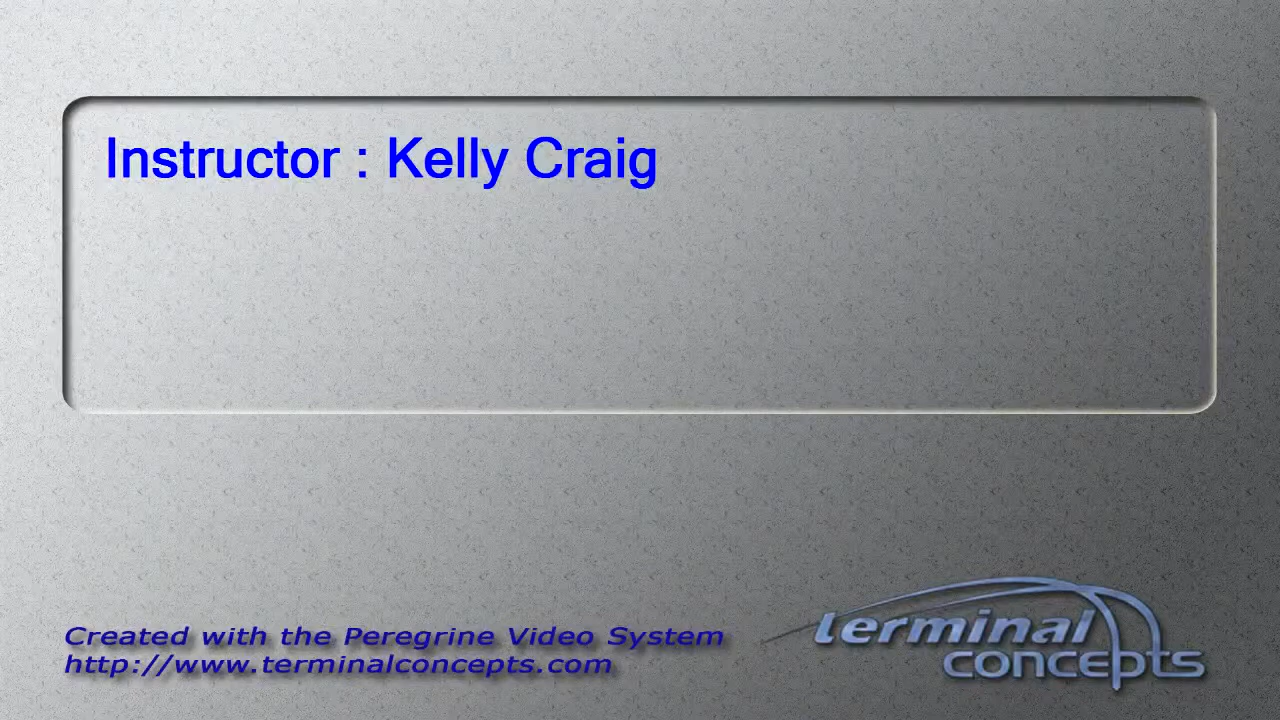 Instructor : Kelly Craig
Created with the Peregrine Video System
http://www.terminalconcepts.com
terminal
concepts